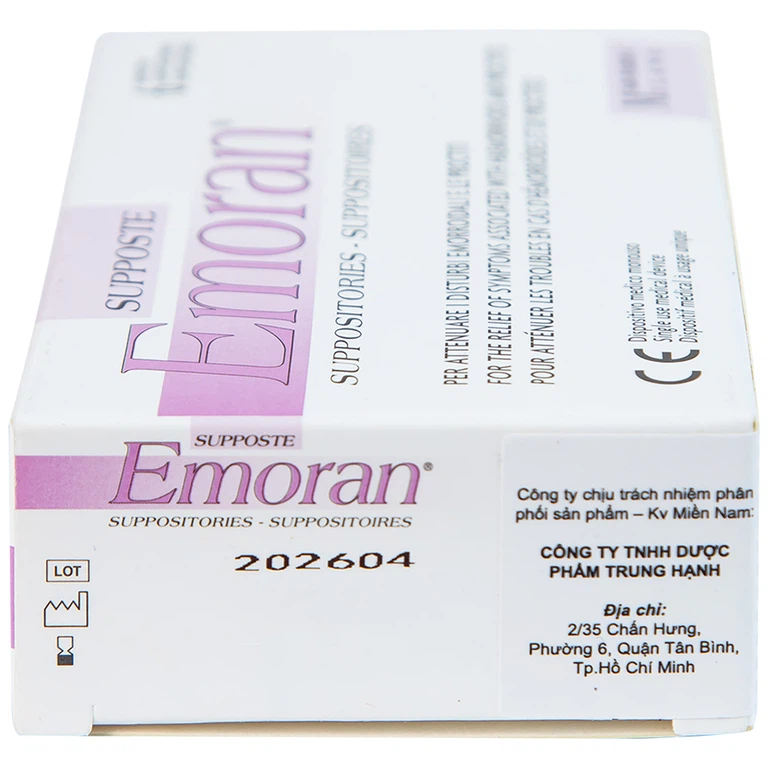 SUPPOSTE
Emoran®
SUPPOSITORIES - SUPPOSITOIRES
PER ATTENUARE I DISTURBI EMORROIDALI E LE PROCTITI
FOR THE RELIEF OF SYMPTOMS ASSOCIATED WITH HAEMORRHOIDS AND PROCTITIS
POUR ATTÉNUER LES TROUBLES EN CAS D'HÉMORROÏDES ET DE PROCTITE
CE
Dispositivo medico monouso
Single use medical device
Dispositif médical à usage unique
SUPPOSTE
Emoran®
SUPPOSITORIES - SUPPOSITOIRES
202604
LOT
Công ty chịu trách nhiệm phân
phối sản phẩm – Kv Miền Nam:
CÔNG TY TNHH DƯỢC
PHẨM TRUNG HẠNH
Địa chỉ:
2/35 Chấn Hưng,
Phường 6, Quận Tân Bình,
Tp.Hồ Chí Minh